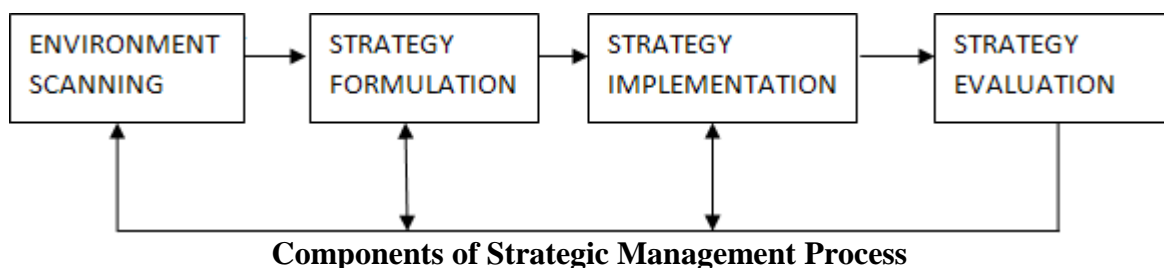 ENVIRONMENT
SCANNING
STRATEGY
FORMULATION
STRATEGY
IMPLEMENTATION
STRATEGY
EVALUATION
Components of Strategic Management Process